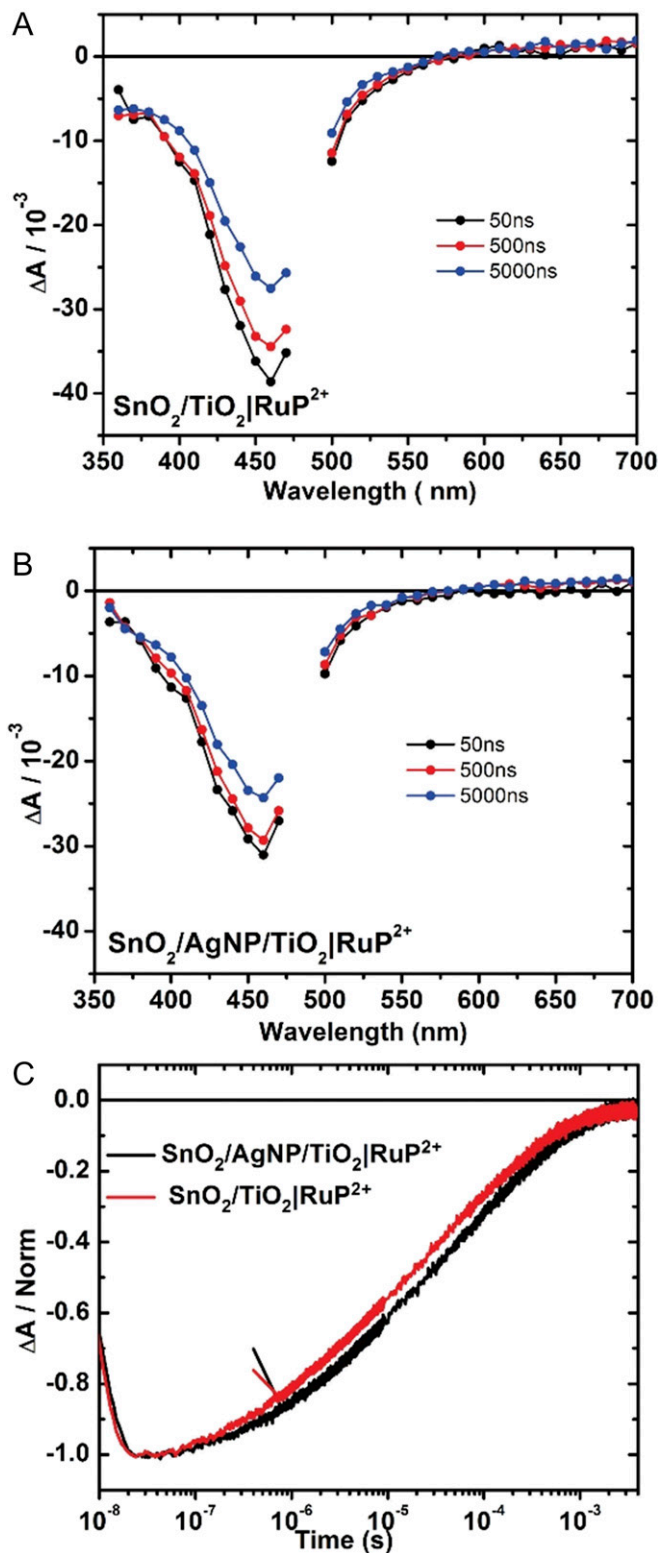 A
0
-10
-20
-30
-40
ΔA / 10⁻³
50ns
500ns
5000ns
SnO₂/TiO₂|RuP²⁺
350 400 450 500 550 600 650 700
Wavelength ( nm)
B
0
-10
-20
-30
-40
ΔA / 10⁻³
50ns
500ns
5000ns
SnO₂/AgNP/TiO₂|RuP²⁺
350 400 450 500 550 600 650 700
Wavelength (nm)
C
0.0
-0.2
-0.4
-0.6
-0.8
-1.0
ΔA / Norm
SnO₂/AgNP/TiO₂|RuP²⁺
SnO₂/TiO₂|RuP²⁺
10⁻⁸ 10⁻⁷ 10⁻⁶ 10⁻⁵ 10⁻⁴ 10⁻³
Time (s)